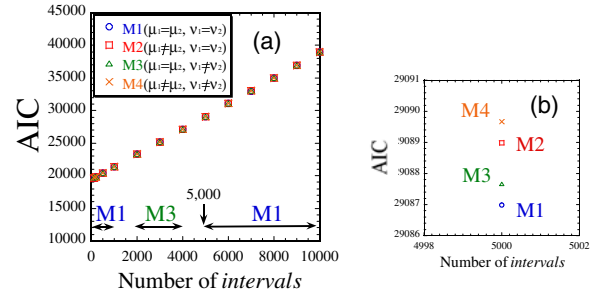 45000
40000
35000
30000
25000
20000
15000
10000
AIC
M1(μ₁=μ₂, ν₁=ν₂)
M2(μ₁≠μ₂, ν₁=ν₂)
M3(μ₁=μ₂, ν₁≠ν₂)
M4(μ₁≠μ₂, ν₁≠ν₂)
(a)
5,000
M1
M3
M1
0 2000 4000 6000 8000 10000
Number of intervals
29091
29090
29089
29088
29087
29086
AIC
(b)
M4
M2
M3
M1
4998 5000 5002
Number of intervals